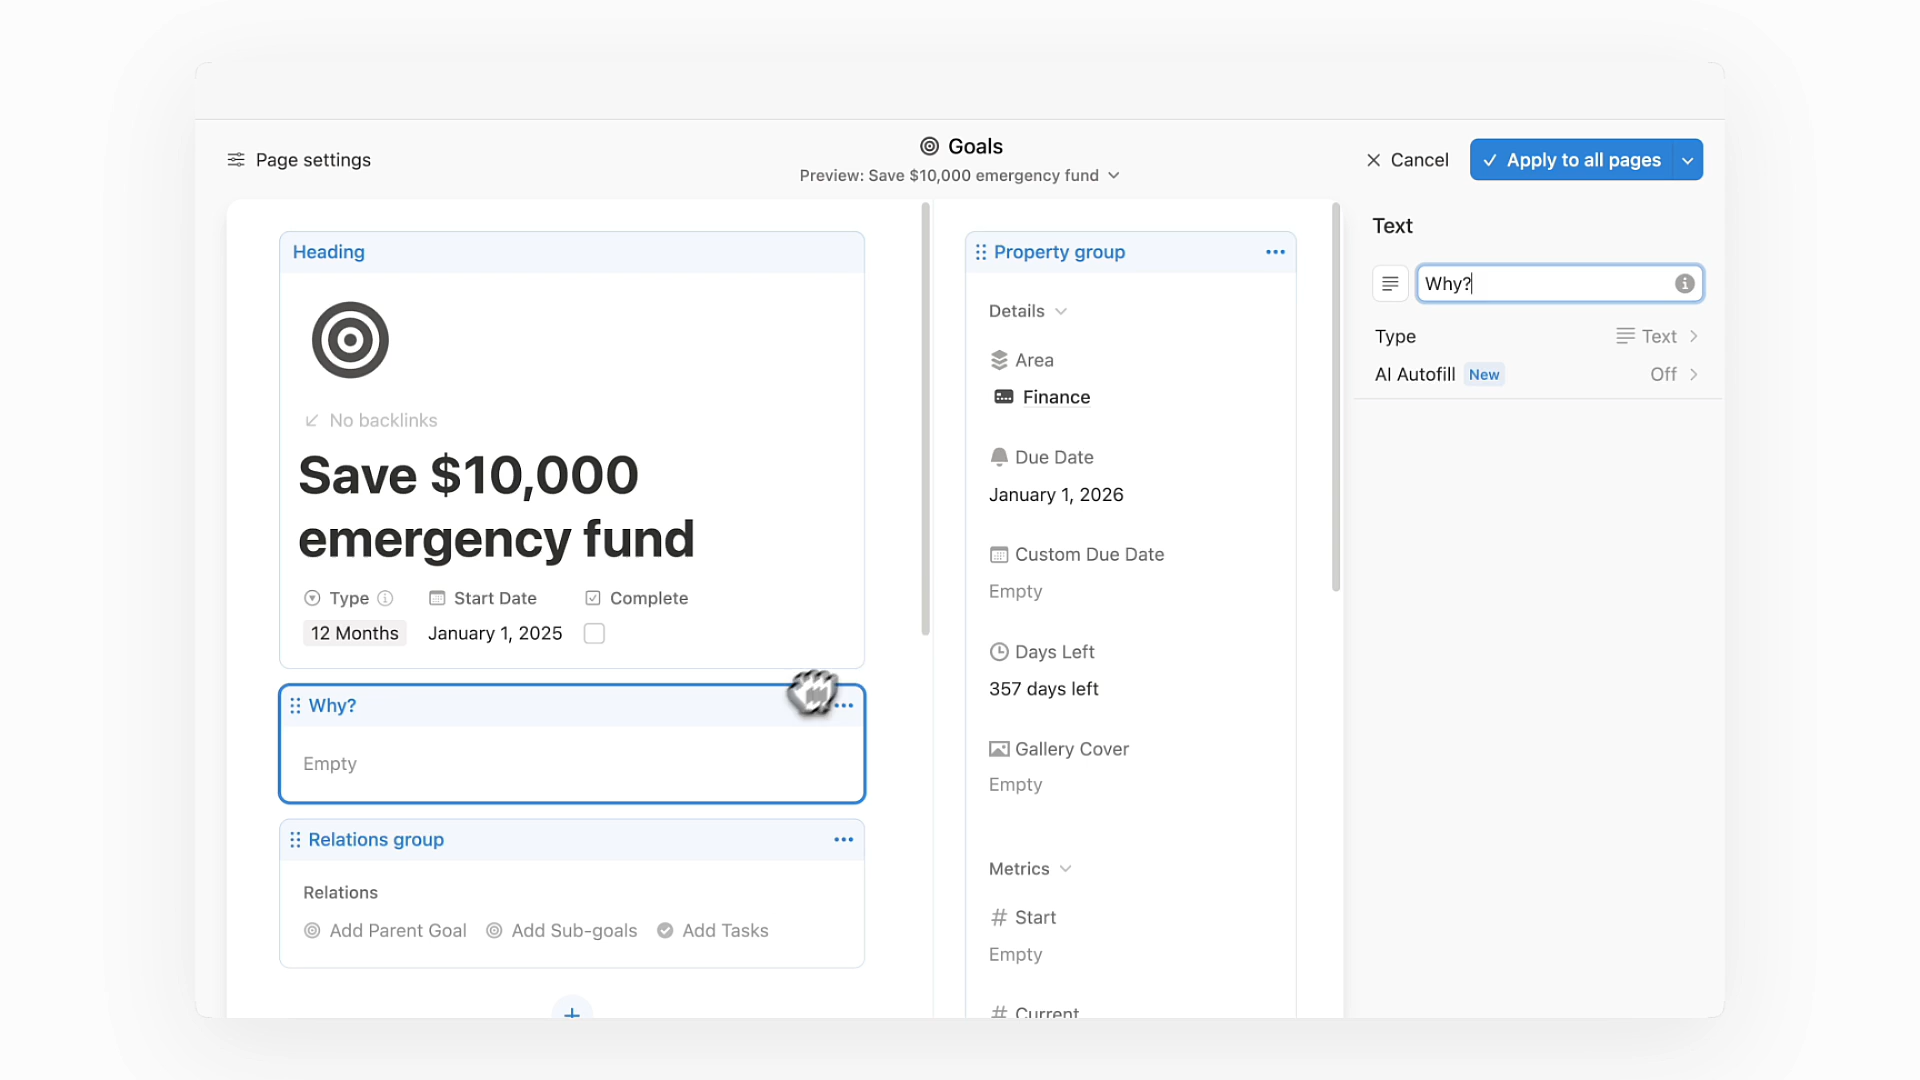 Page settings
Goals
Preview: Save $10,000 emergency fund
Cancel
Apply to all pages
Heading
No backlinks
Save $10,000
emergency fund
Type
Start Date
Complete
12 Months
January 1, 2025
Why?
Empty
Relations group
Relations
Add Parent Goal
Add Sub-goals
Add Tasks
Property group
Details
Area
Finance
Due Date
January 1, 2026
Custom Due Date
Empty
Days Left
357 days left
Gallery Cover
Empty
Metrics
Start
Empty
Current
Text
Why?
Type
Text
AI Autofill
New
Off